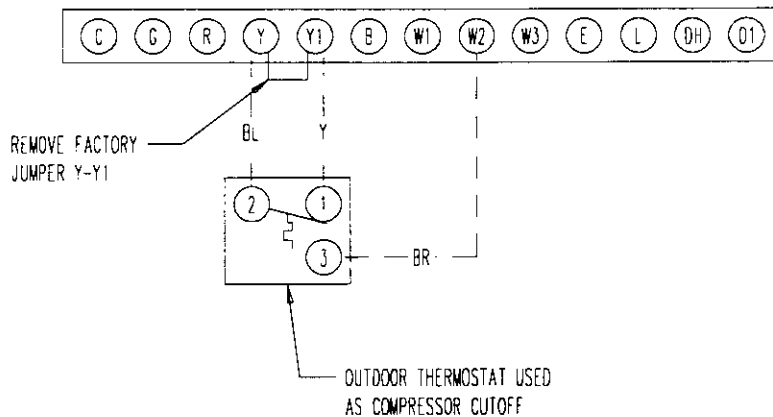 C G R Y Y1 B W1 W2 W3 E L DH O1
REMOVE FACTORY
JUMPER Y-Y1
BL Y
2 1
3 BR
OUTDOOR THERMOSTAT USED
AS COMPRESSOR CUTOFF